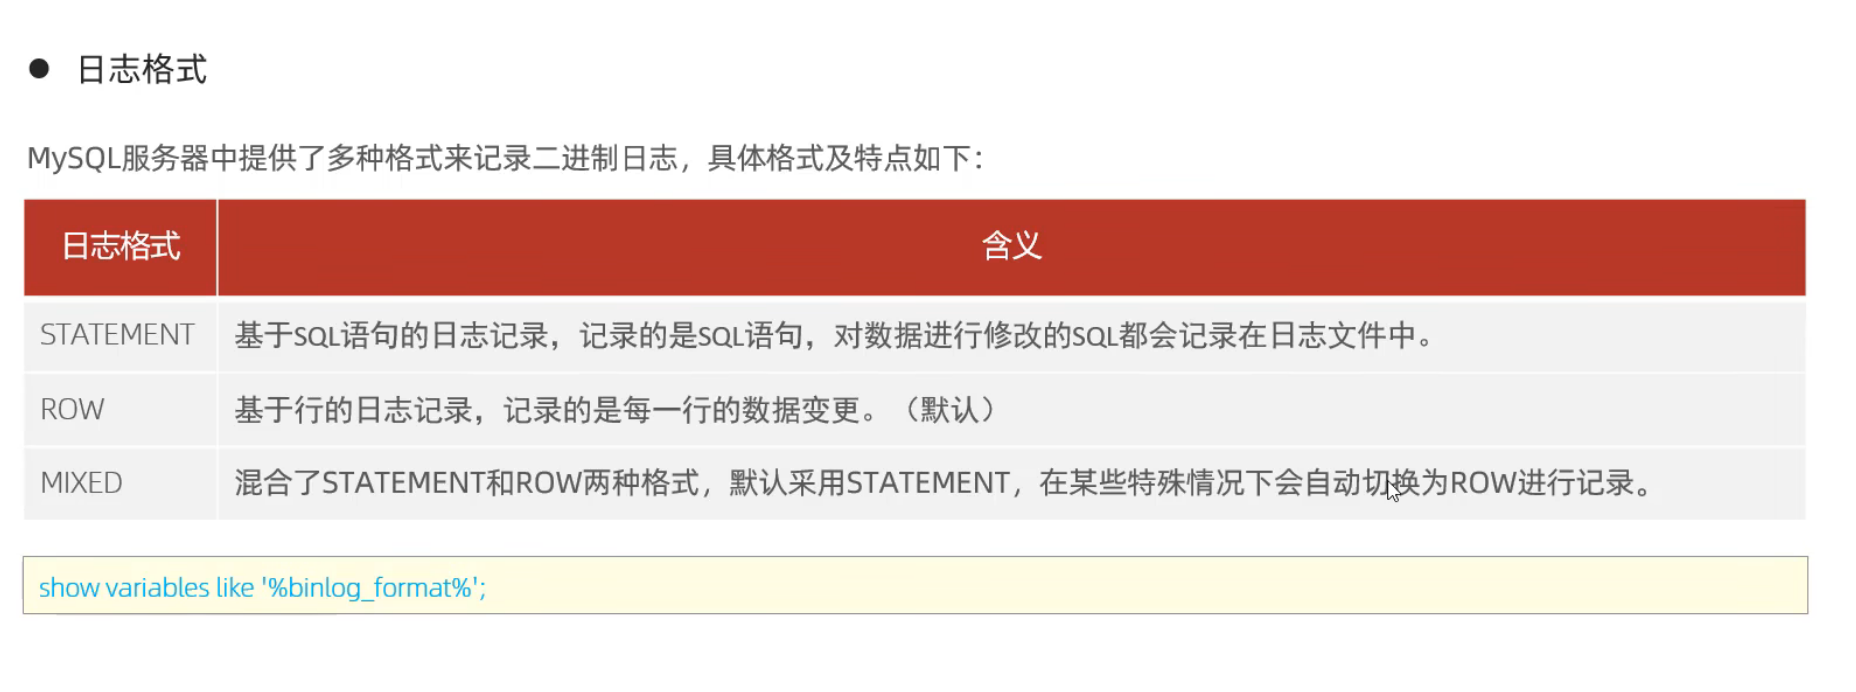 ● 日志格式
MySQL服务器中提供了多种格式来记录二进制日志，具体格式及特点如下：
日志格式 含义
STATEMENT 基于SQL语句的日志记录，记录的是SQL语句，对数据进行修改的SQL都会记录在日志文件中。
ROW 基于行的日志记录，记录的是每一行的数据变更。（默认）
MIXED 混合了STATEMENT和ROW两种格式，默认采用STATEMENT，在某些特殊情况下会自动切换为ROW进行记录。
show variables like '%binlog_format%';